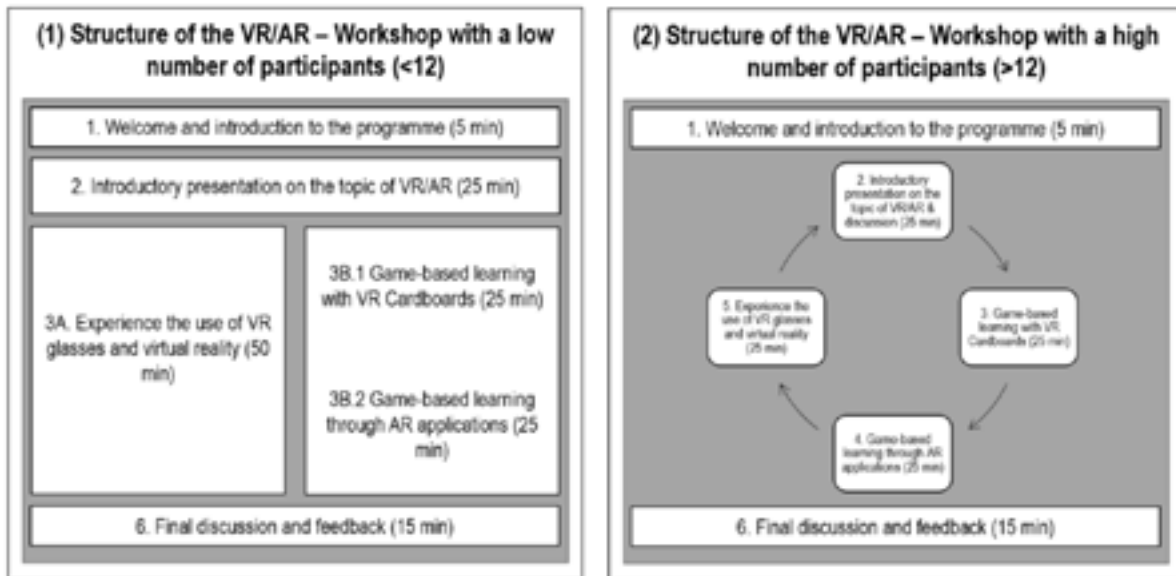 (1) Structure of the VR/AR – Workshop with a low
number of participants (<12)
1. Welcome and introduction to the programme (5 min)
2. Introductory presentation on the topic of VR/AR (25 min)
3A. Experience the use of VR
glasses and virtual reality (50
min)
3B.1 Game-based learning
with VR Cardboards (25 min)
3B.2 Game-based learning
through AR applications (25
min)
6. Final discussion and feedback (15 min)
(2) Structure of the VR/AR – Workshop with a high
number of participants (>12)
1. Welcome and introduction to the programme (5 min)
2. Introductory
presentation on the
topic of VR/AR &
discussion (25 min)
3. Game-based
learning with VR
Cardboards (25 min)
4. Game-based
learning through AR
applications (25 min)
5. Experience the
use of VR glasses
and virtual reality
(25 min)
6. Final discussion and feedback (15 min)